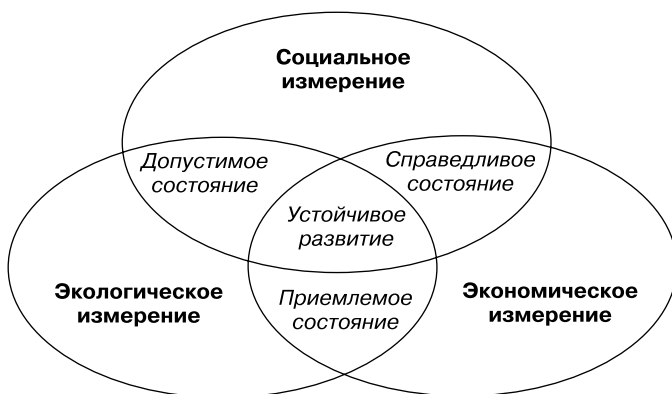 Социальное
измерение
Допустимое
состояние
Справедливое
состояние
Устойчивое
развитие
Экологическое
измерение
Приемлемое
состояние
Экономическое
измерение